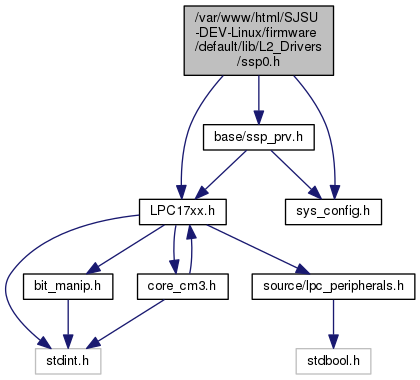 /var/www/html/SJSU
-DEV-Linux/firmware
/default/lib/L2_Drivers
/ssp0.h
base/ssp_prv.h
LPC17xx.h
sys_config.h
bit_manip.h
core_cm3.h
source/lpc_peripherals.h
stdint.h
stdbool.h